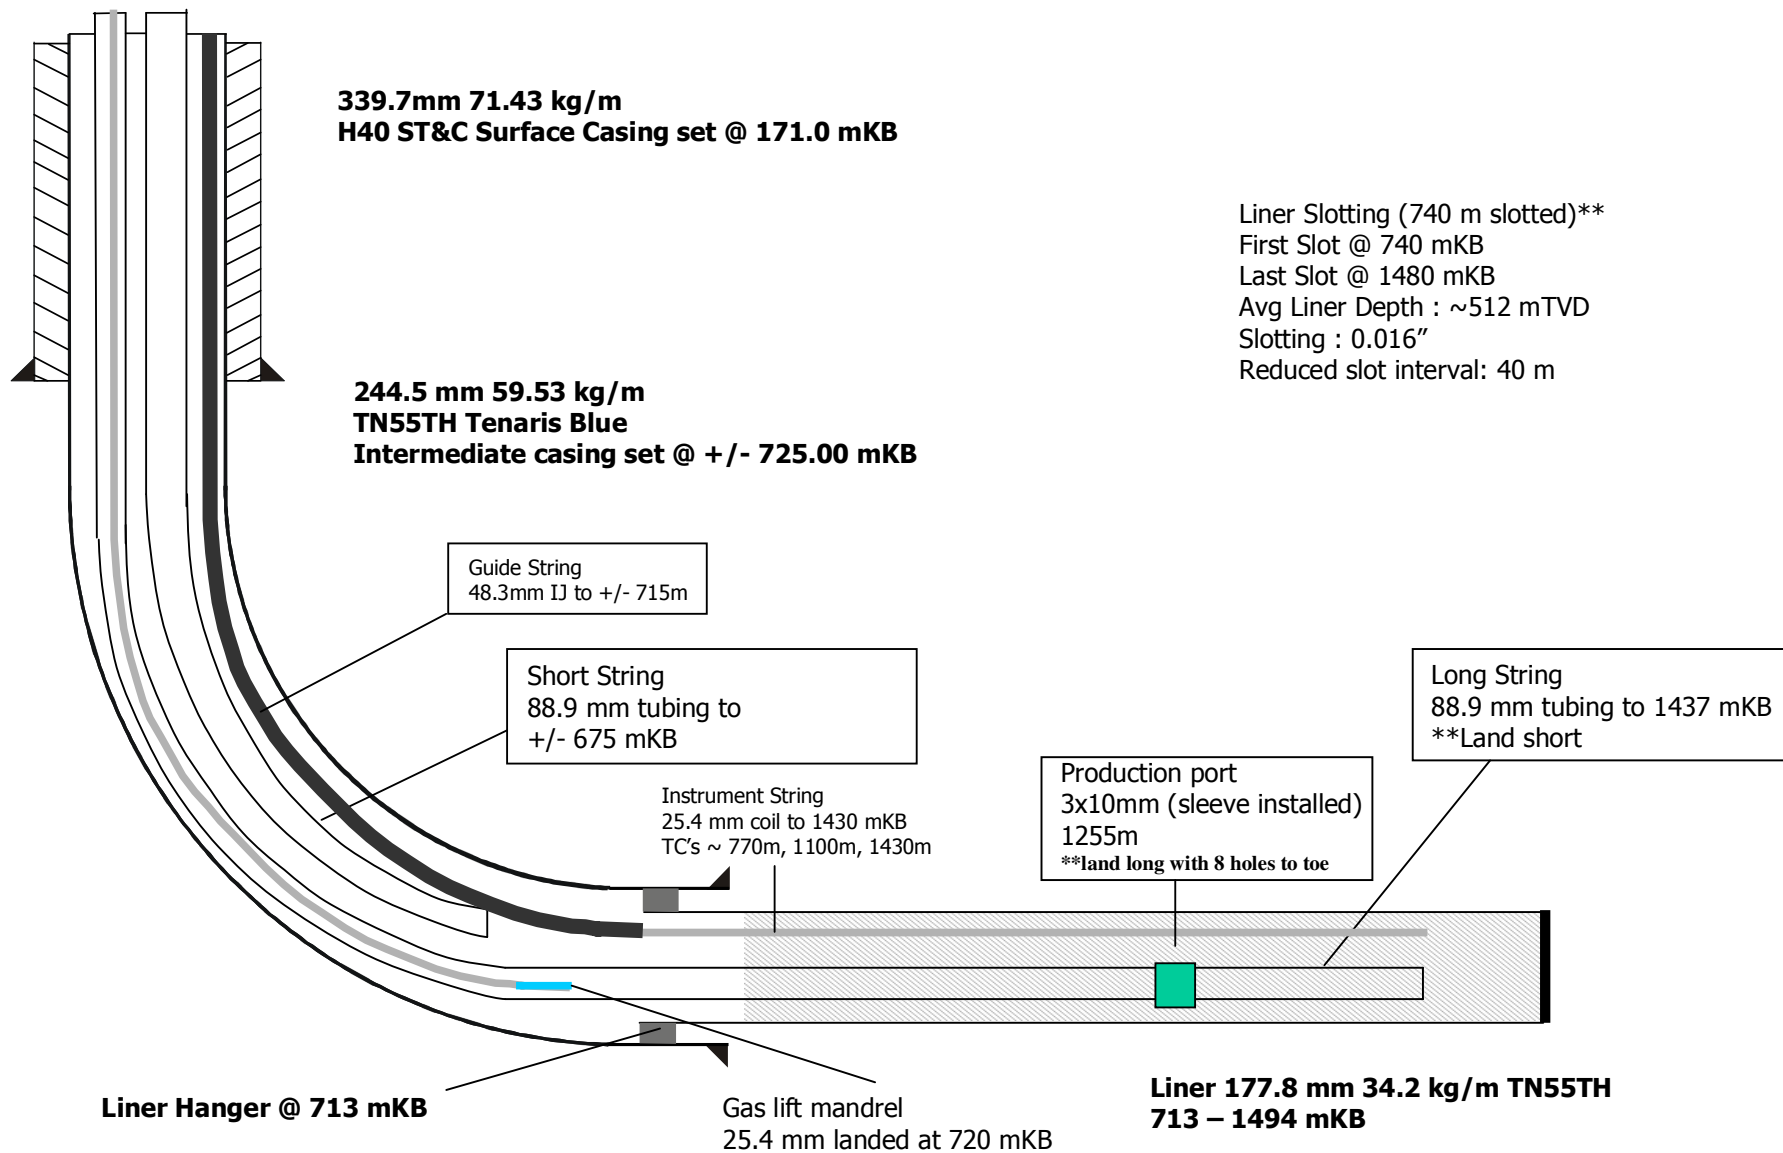 339.7mm 71.43 kg/m
H40 ST&C Surface Casing set @ 171.0 mKB
Liner Slotting (740 m slotted)**
First Slot @ 740 mKB
Last Slot @ 1480 mKB
Avg Liner Depth : ~512 mTVD
Slotting : 0.016”
Reduced slot interval: 40 m
244.5 mm 59.53 kg/m
TN55TH Tenaris Blue
Intermediate casing set @ +/- 725.00 mKB
Guide String
48.3mm IJ to +/- 715m
Short String
88.9 mm tubing to
+/- 675 mKB
Long String
88.9 mm tubing to 1437 mKB
**Land short
Production port
3x10mm (sleeve installed)
1255m
**land long with 8 holes to toe
Instrument String
25.4 mm coil to 1430 mKB
TC’s ~ 770m, 1100m, 1430m
Liner Hanger @ 713 mKB
Gas lift mandrel
25.4 mm landed at 720 mKB
Liner 177.8 mm 34.2 kg/m TN55TH
713 – 1494 mKB